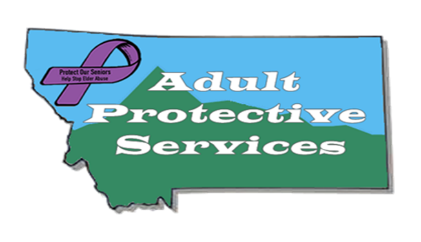 Protect Our Seniors
Help Stop Elder Abuse
Adult
Protective
Services